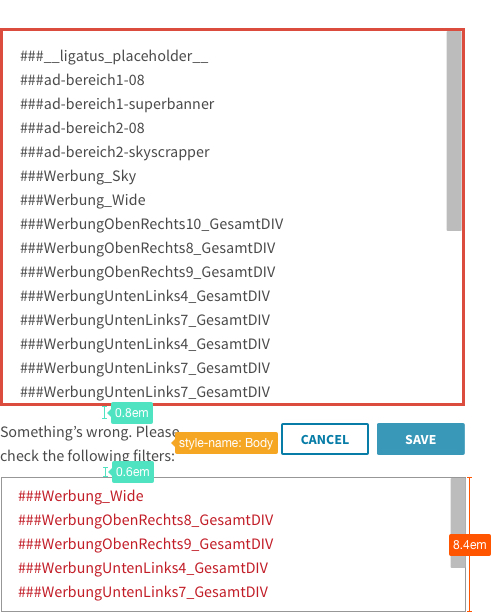 ###__ligatus_placeholder__
###ad-bereich1-08
###ad-bereich1-superbanner
###ad-bereich2-08
###ad-bereich2-skyscrapper
###Werbung_Sky
###Werbung_Wide
###WerbungObenRechts10_GesamtDIV
###WerbungObenRechts8_GesamtDIV
###WerbungObenRechts9_GesamtDIV
###WerbungUntenLinks4_GesamtDIV
###WerbungUntenLinks7_GesamtDIV
###WerbungUntenLinks4_GesamtDIV
###WerbungUntenLinks7_GesamtDIV
###WerbungUntenLinks7_GesamtDIV
0.8em
Something’s wrong. Please
check the following filters:
style-name: Body
CANCEL
SAVE
0.6em
###Werbung_Wide
###WerbungObenRechts8_GesamtDIV
###WerbungObenRechts9_GesamtDIV
###WerbungUntenLinks4_GesamtDIV
###WerbungUntenLinks7_GesamtDIV
8.4em